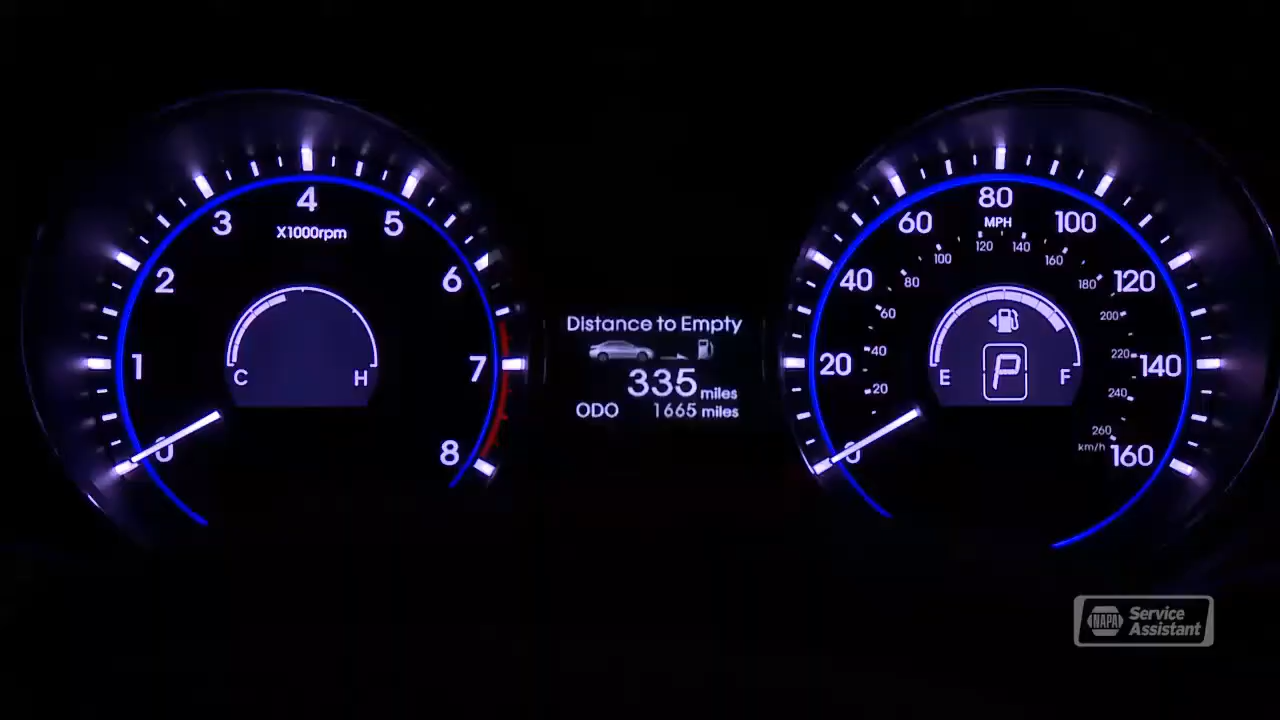 4
3
5
X1000rpm
2
6
1
7
C
H
0
8
Distance to Empty
335 miles
ODO 1665 miles
80
60
MPH
100
120
140
100
160
40
80
180
120
60
200
20
40
220
140
E
P
F
20
240
0
260
km/h
160
NAPA
Service
Assistant